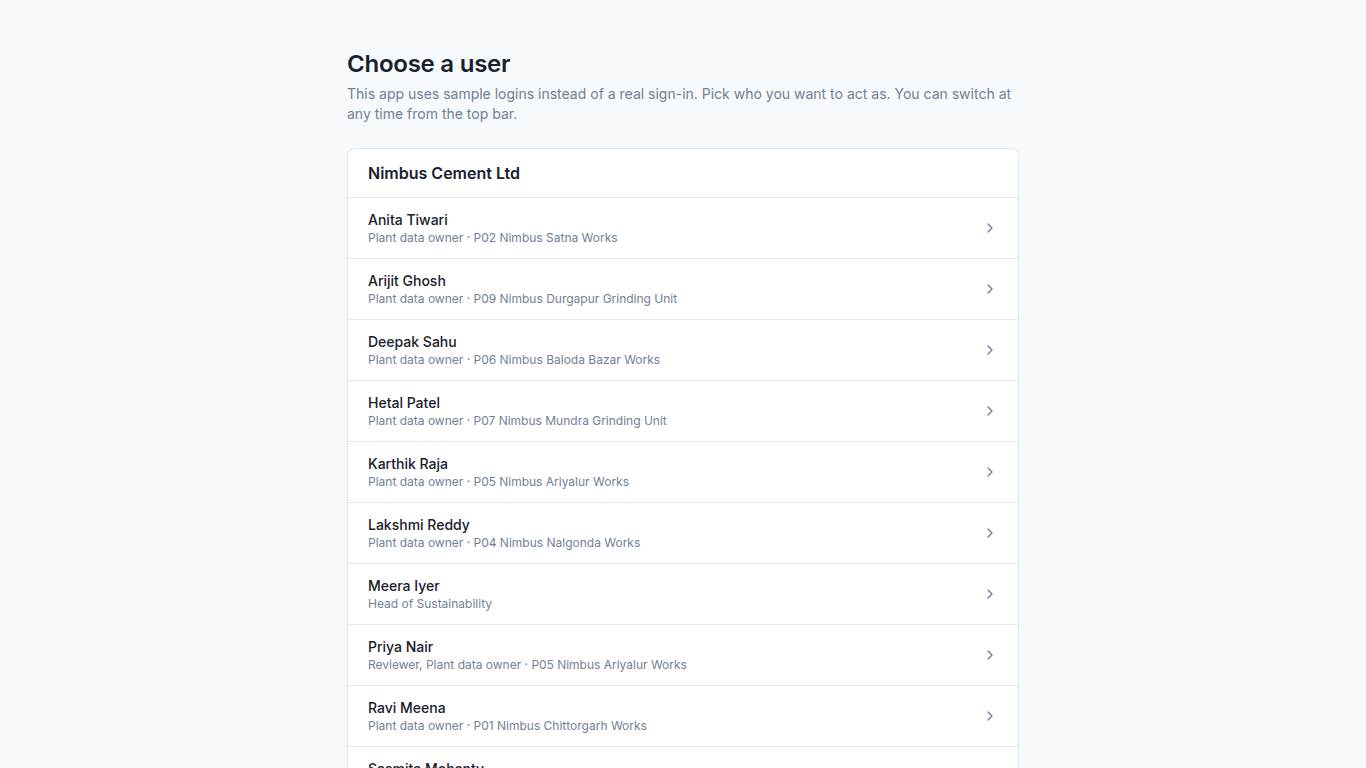 Choose a user
This app uses sample logins instead of a real sign-in. Pick who you want to act as. You can switch at
any time from the top bar.
Nimbus Cement Ltd
Anita Tiwari
Plant data owner · P02 Nimbus Satna Works
Arijit Ghosh
Plant data owner · P09 Nimbus Durgapur Grinding Unit
Deepak Sahu
Plant data owner · P06 Nimbus Baloda Bazar Works
Hetal Patel
Plant data owner · P07 Nimbus Mundra Grinding Unit
Karthik Raja
Plant data owner · P05 Nimbus Ariyalur Works
Lakshmi Reddy
Plant data owner · P04 Nimbus Nalgonda Works
Meera Iyer
Head of Sustainability
Priya Nair
Reviewer, Plant data owner · P05 Nimbus Ariyalur Works
Ravi Meena
Plant data owner · P01 Nimbus Chittorgarh Works